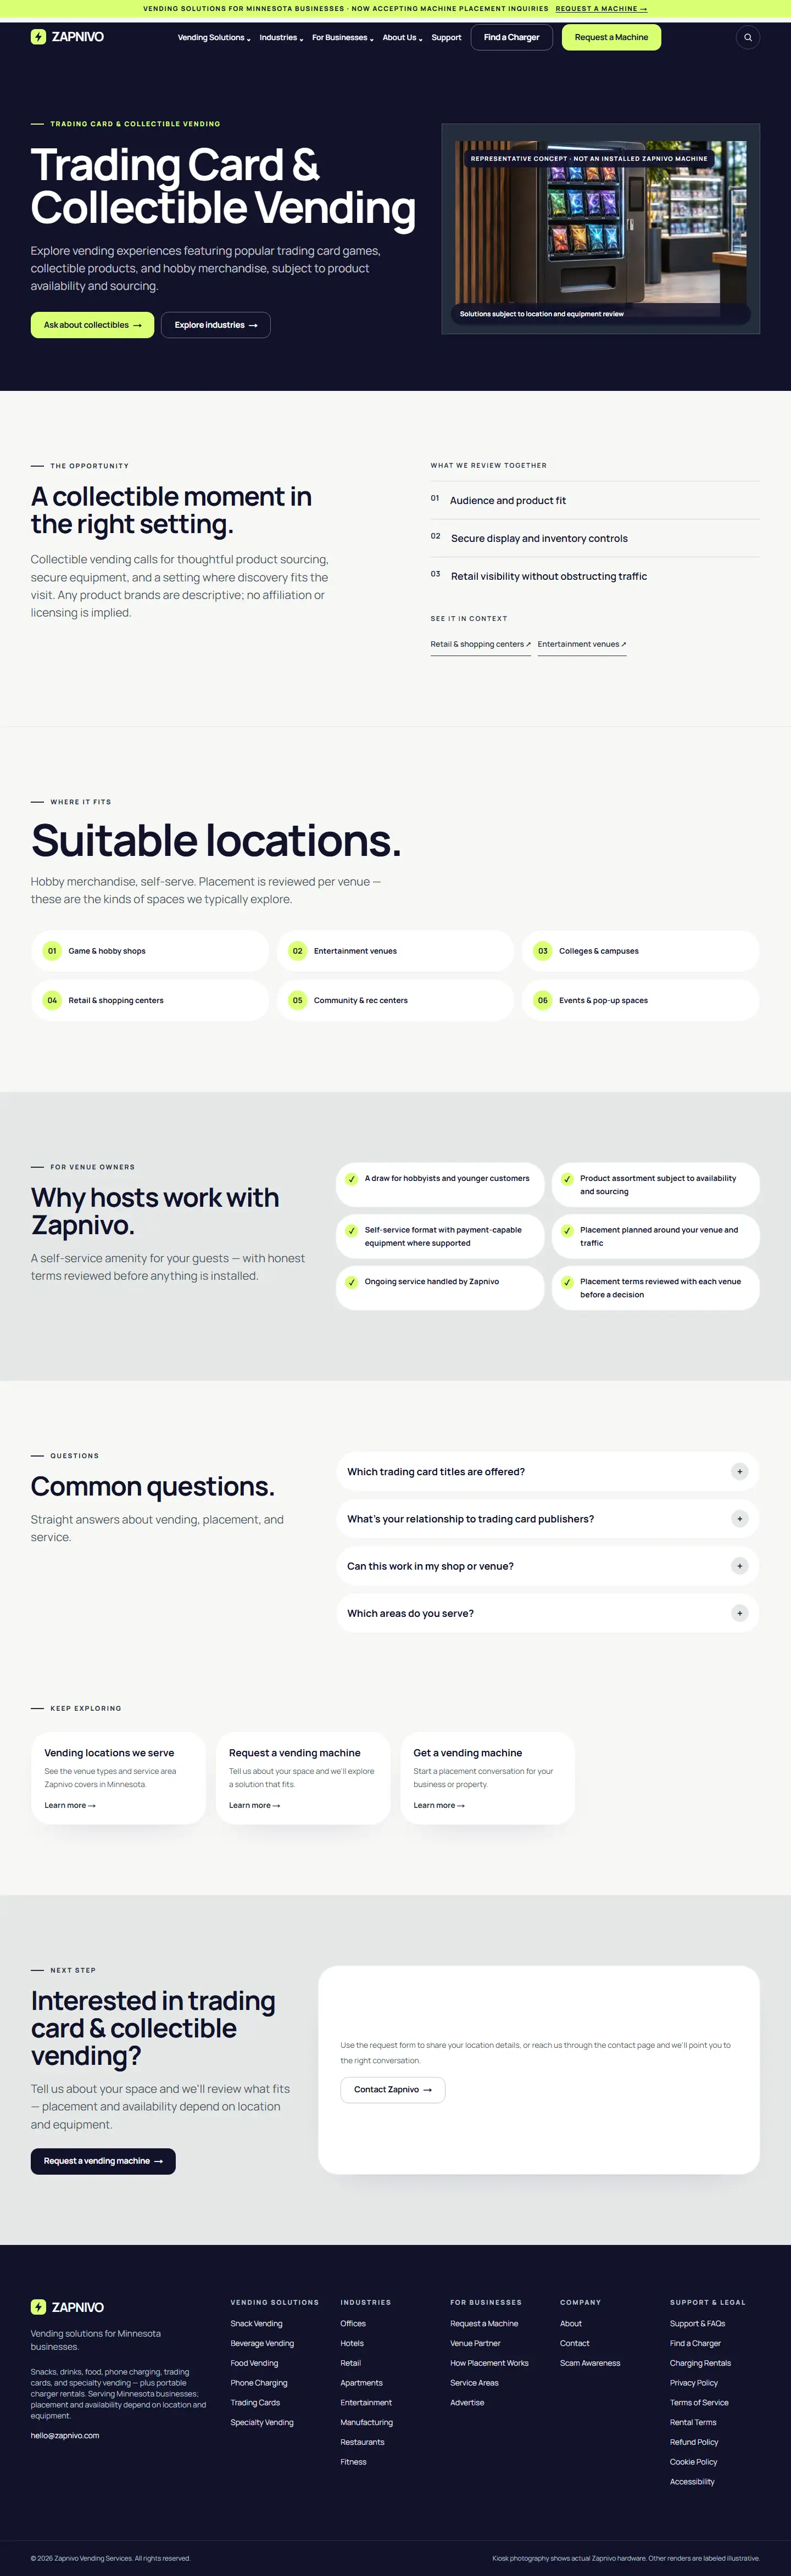 VENDING SOLUTIONS FOR MINNESOTA BUSINESSES · NOW ACCEPTING MACHINE PLACEMENT INQUIRIES REQUEST A MACHINE →
ZAPNIVO
Vending Solutions Industries For Businesses About Us Support Find a Charger Request a Machine
TRADING CARD & COLLECTIBLE VENDING
Trading Card &
Collectible Vending
Explore vending experiences featuring popular trading card games,
collectible products, and hobby merchandise, subject to product
availability and sourcing.
Ask about collectibles →
Explore industries →
REPRESENTATIVE CONCEPT · NOT AN INSTALLED ZAPNIVO MACHINE
Solutions subject to location and equipment review
THE OPPORTUNITY
A collectible moment in
the right setting.
Collectible vending calls for thoughtful product sourcing,
secure equipment, and a setting where discovery fits the
visit. Any product brands are descriptive; no affiliation or
licensing is implied.
WHAT WE REVIEW TOGETHER
01 Audience and product fit
02 Secure display and inventory controls
03 Retail visibility without obstructing traffic
SEE IT IN CONTEXT
Retail & shopping centers ↗ Entertainment venues ↗
WHERE IT FITS
Suitable locations.
Hobby merchandise, self-serve. Placement is reviewed per venue —
these are the kinds of spaces we typically explore.
01 Game & hobby shops
02 Entertainment venues
03 Colleges & campuses
04 Retail & shopping centers
05 Community & rec centers
06 Events & pop-up spaces
FOR VENUE OWNERS
Why hosts work with
Zapnivo.
A self-service amenity for your guests — with honest
terms reviewed before anything is installed.
✓ A draw for hobbyists and younger customers
✓ Product assortment subject to availability
and sourcing
✓ Self-service format with payment-capable
equipment where supported
✓ Placement planned around your venue and
traffic
✓ Ongoing service handled by Zapnivo
✓ Placement terms reviewed with each venue
before a decision
QUESTIONS
Common questions.
Straight answers about vending, placement, and
service.
Which trading card titles are offered? +
What's your relationship to trading card publishers? +
Can this work in my shop or venue? +
Which areas do you serve? +
KEEP EXPLORING
Vending locations we serve
See the venue types and service area
Zapnivo covers in Minnesota.
Learn more →
Request a vending machine
Tell us about your space and we'll explore
a solution that fits.
Learn more →
Get a vending machine
Start a placement conversation for your
business or property.
Learn more →
NEXT STEP
Interested in trading
card & collectible
vending?
Tell us about your space and we'll review what fits
— placement and availability depend on location
and equipment.
Request a vending machine →
Use the request form to share your location details, or reach us through the contact page and we'll point you to
the right conversation.
Contact Zapnivo →
ZAPNIVO
Vending solutions for Minnesota
businesses.
Snacks, drinks, food, phone charging, trading
cards, and specialty vending — plus portable
charger rentals. Serving Minnesota businesses;
placement and availability depend on location and
equipment.
hello@zapnivo.com
VENDING SOLUTIONS
Snack Vending
Beverage Vending
Food Vending
Phone Charging
Trading Cards
Specialty Vending
INDUSTRIES
Offices
Hotels
Retail
Apartments
Entertainment
Manufacturing
Restaurants
Fitness
FOR BUSINESSES
Request a Machine
Venue Partner
How Placement Works
Service Areas
Advertise
COMPANY
About
Contact
Scam Awareness
SUPPORT & LEGAL
Support & FAQs
Find a Charger
Charging Rentals
Privacy Policy
Terms of Service
Rental Terms
Refund Policy
Cookie Policy
Accessibility
© 2026 Zapnivo Vending Services. All rights reserved.
Kiosk photography shows actual Zapnivo hardware. Other renders are labeled illustrative.